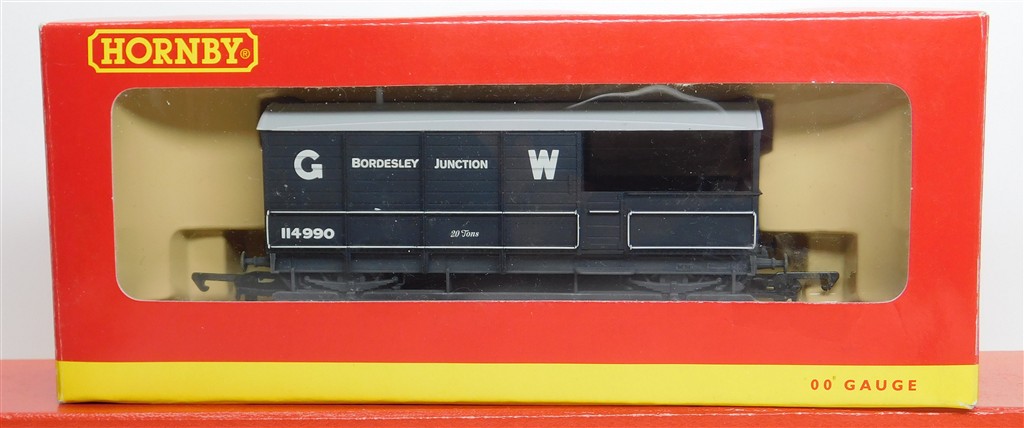 HORNBY®
G BORDESLEY JUNCTION W
114990 20 Tons
00 GAUGE